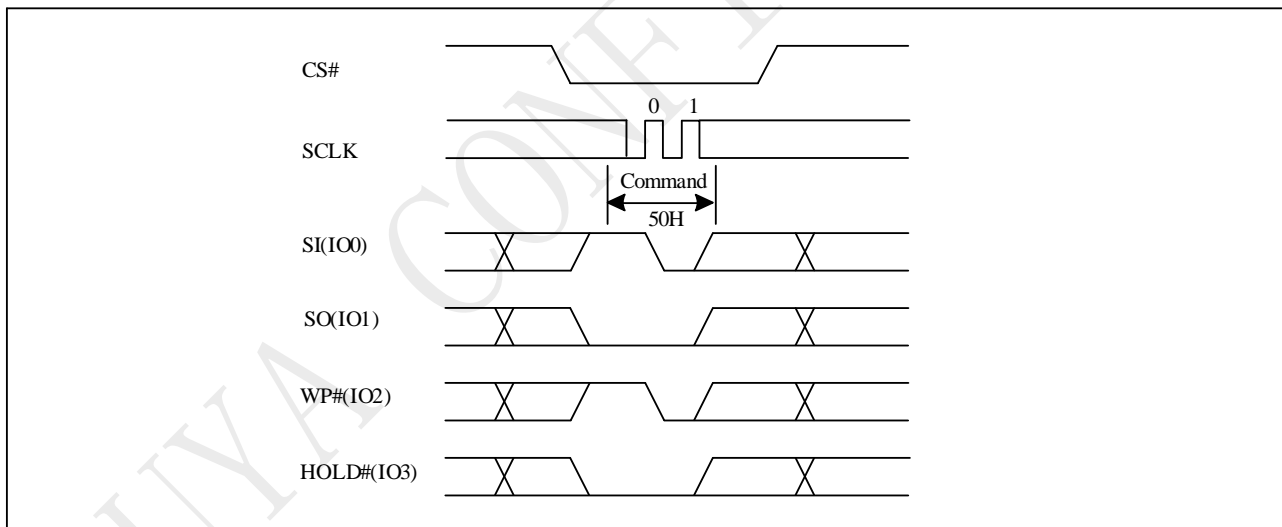 CS#
0 1
SCLK
Command
50H
SI(IO0)
SO(IO1)
WP#(IO2)
HOLD#(IO3)